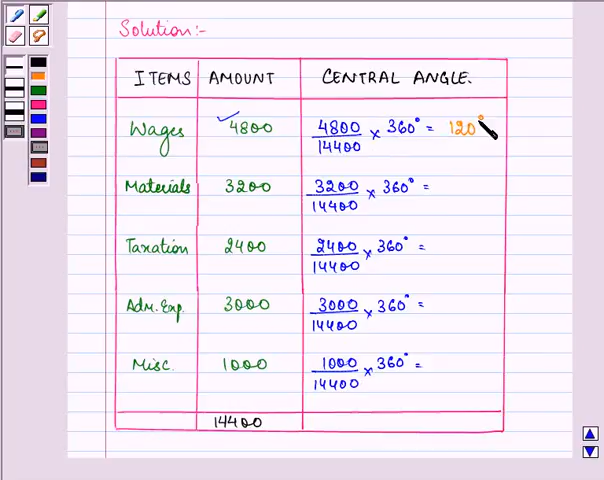 Solution:-
ITEMS AMOUNT CENTRAL ANGLE.
Wages 4800 4800/14400 × 360° = 120°
Materials 3200 3200/14400 × 360° =
Taxation 2400 2400/14400 × 360° =
Adm. Exp. 3000 3000/14400 × 360° =
Misc. 1000 1000/14400 × 360° =
14400